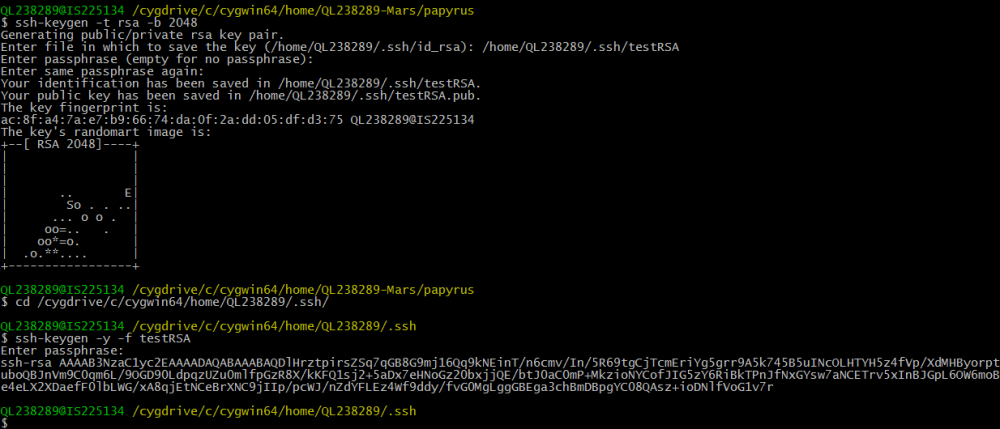 QL238289@IS225134 /cygdrive/c/cygwin64/home/QL238289-Mars/papyrus
$ ssh-keygen -t rsa -b 2048
Generating public/private rsa key pair.
Enter file in which to save the key (/home/QL238289/.ssh/id_rsa): /home/QL238289/.ssh/testRSA
Enter passphrase (empty for no passphrase):
Enter same passphrase again:
Your identification has been saved in /home/QL238289/.ssh/testRSA.
Your public key has been saved in /home/QL238289/.ssh/testRSA.pub.
The key fingerprint is:
ac:8f:a4:7a:e7:b9:66:74:da:0f:2a:dd:05:df:d3:75 QL238289@IS225134
The key's randomart image is:
+--[ RSA 2048]----+
|                 |
|                 |
|                 |
|       ..       E|
|        So . . ..|
|      ... o o .  |
|     oo=..   .   |
|    oo*=o.       |
|  .o.**....      |
+-----------------+

QL238289@IS225134 /cygdrive/c/cygwin64/home/QL238289-Mars/papyrus
$ cd /cygdrive/c/cygwin64/home/QL238289/.ssh/

QL238289@IS225134 /cygdrive/c/cygwin64/home/QL238289/.ssh
$ ssh-keygen -y -f testRSA
Enter passphrase:
ssh-rsa AAAAB3NzaC1yc2EAAAADAQABAAABAQDlHrztpirsZSq7qGB8G9mj16Qq9kNEinT/n6cmv/In/5R69tgCjTcmEriYg5grr9A5k745B5uINcOLHTYH5z4fVp/XdMHByorpt
uboQBJnVm9C0qm6L/9OGD90LdpqzUZu0mlfpGzR8X/kKFQ1sj2+5aDx7eHNoGz2ObxjjQE/btJ0aCOmP+MkzioNYCofJIG5zY6RiBkTPnJfNxGYsw7aNCETrv5xInBJGpL6OW6moB
e4eLX2XDaefF0lbLWG/xA8qjEtNCeBrXNC9jIIp/pcWJ/nZdYFLEz4Wf9ddy/fvG0MgLggGBEga3chBmDBpgYCO8QAsz+ioDNlfVoG1v7r

QL238289@IS225134 /cygdrive/c/cygwin64/home/QL238289/.ssh
$